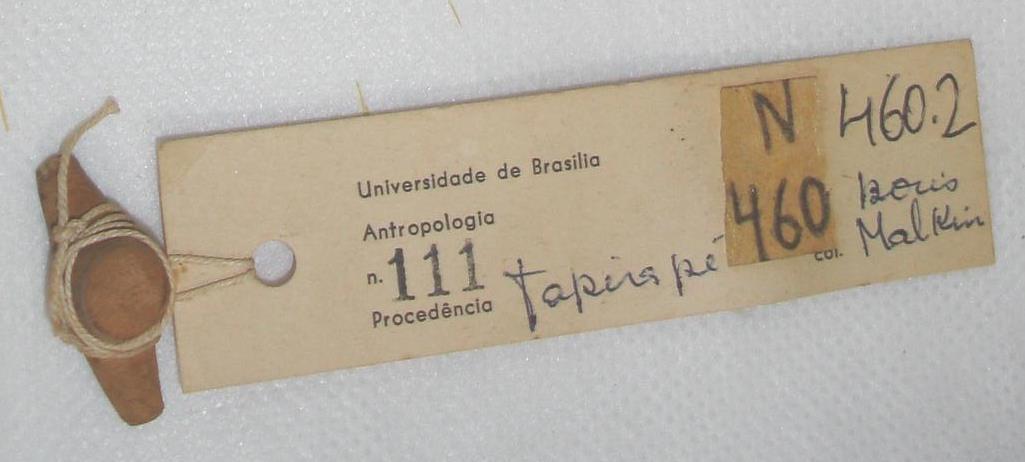 Universidade de Brasilia
Antropologia
n. 111
Procedência Tapirapé
N
460
460.2
col. Boris
Malkin